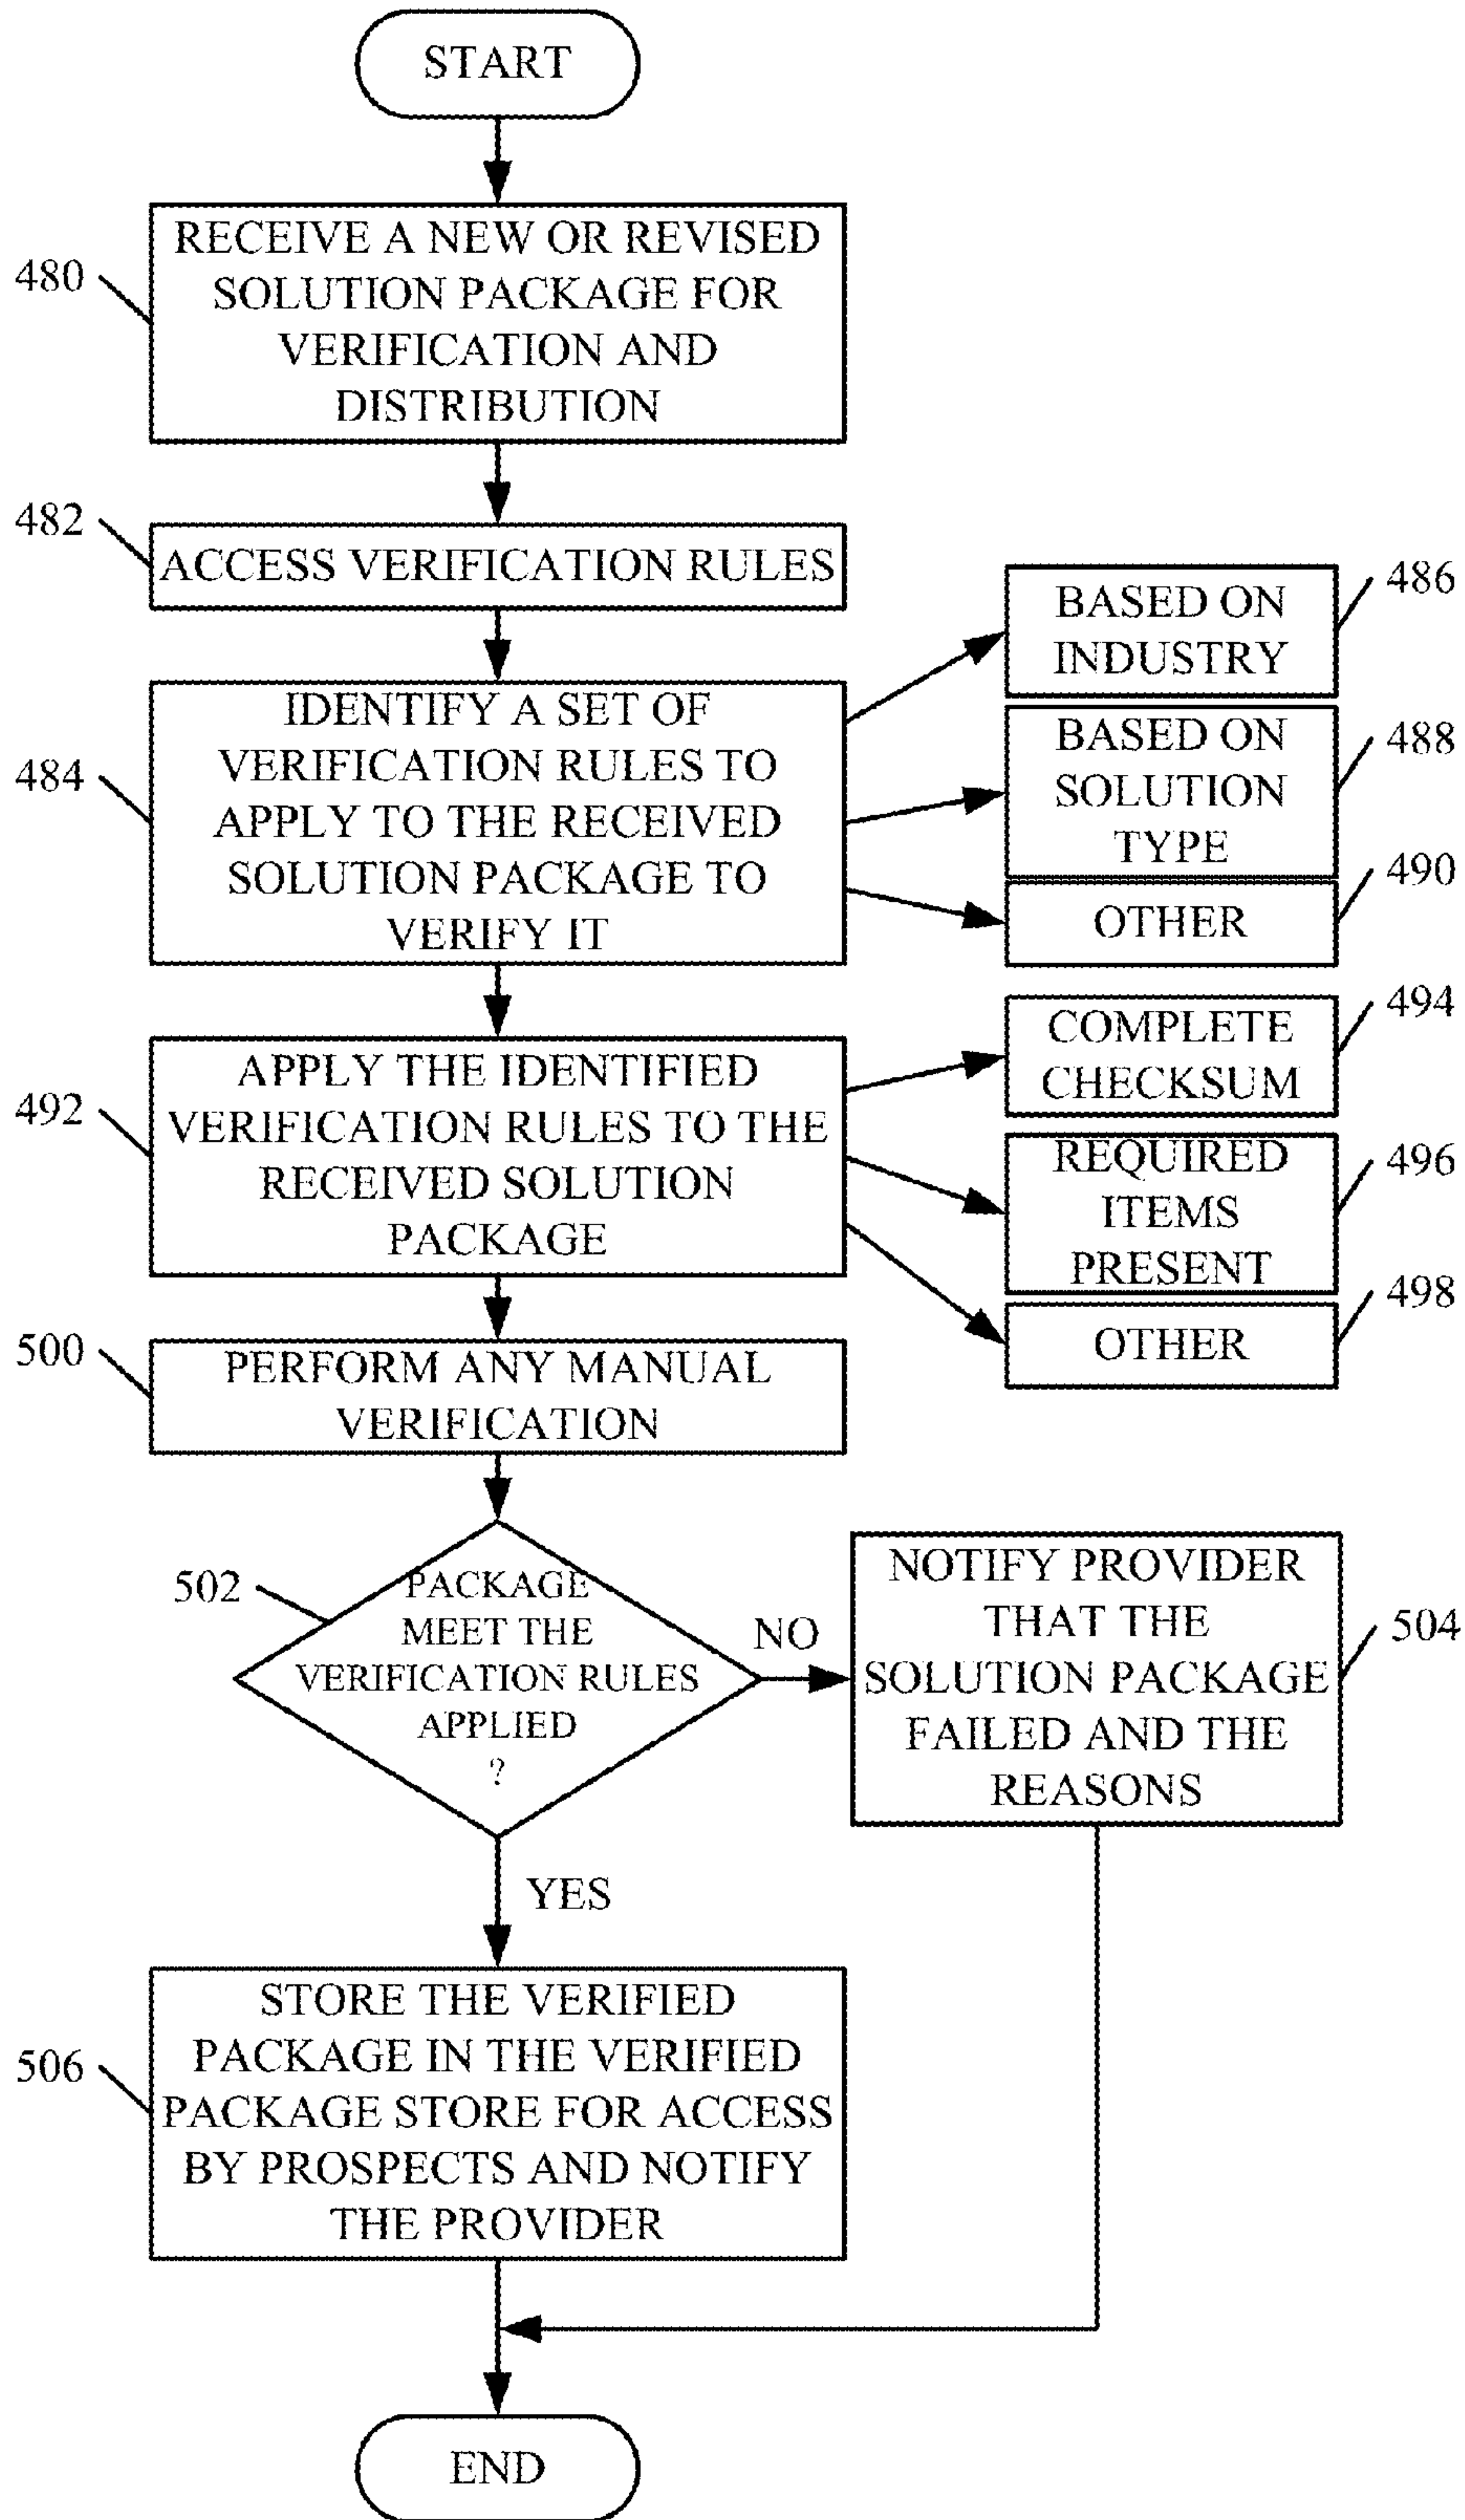 START
480
RECEIVE A NEW OR REVISED
SOLUTION PACKAGE FOR
VERIFICATION AND
DISTRIBUTION
482
ACCESS VERIFICATION RULES
484
IDENTIFY A SET OF
VERIFICATION RULES TO
APPLY TO THE RECEIVED
SOLUTION PACKAGE TO
VERIFY IT
BASED ON
INDUSTRY
486
BASED ON
SOLUTION
TYPE
488
OTHER
490
492
APPLY THE IDENTIFIED
VERIFICATION RULES TO THE
RECEIVED SOLUTION
PACKAGE
COMPLETE
CHECKSUM
494
REQUIRED
ITEMS
PRESENT
496
OTHER
498
500
PERFORM ANY MANUAL
VERIFICATION
502
PACKAGE
MEET THE
VERIFICATION RULES
APPLIED
?
NO
NOTIFY PROVIDER
THAT THE
SOLUTION PACKAGE
FAILED AND THE
REASONS
504
YES
506
STORE THE VERIFIED
PACKAGE IN THE VERIFIED
PACKAGE STORE FOR ACCESS
BY PROSPECTS AND NOTIFY
THE PROVIDER
END